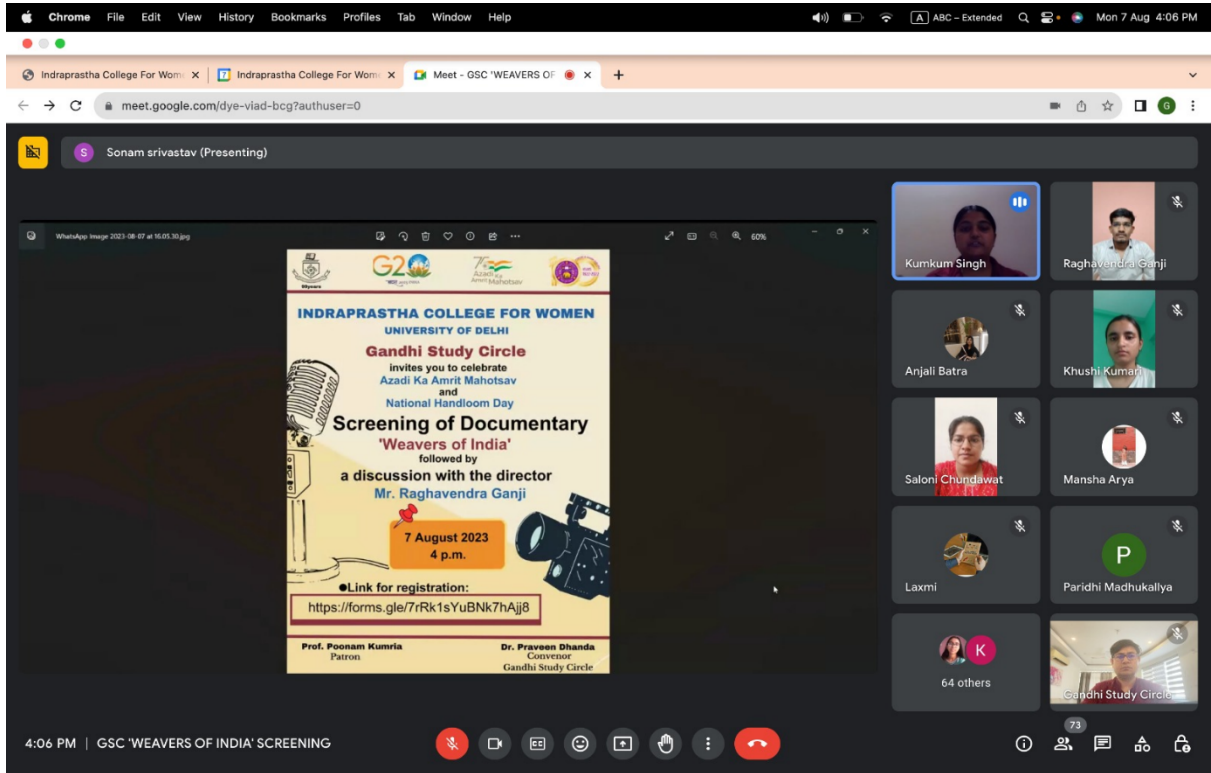 Chrome File Edit View History Bookmarks Profiles Tab Window Help
A ABC – Extended
Mon 7 Aug 4:06 PM
Indraprastha College For Wom
7 Indraprastha College For Wom
Meet - GSC 'WEAVERS OF
meet.google.com/dye-viad-bcg?authuser=0
G
S Sonam srivastav (Presenting)
WhatsApp Image 2023-08-07 at 16.05.30.jpg
60%
G20
Azadi Ka
Amrit Mahotsav
INDRAPRASTHA COLLEGE FOR WOMEN
UNIVERSITY OF DELHI
Gandhi Study Circle
invites you to celebrate
Azadi Ka Amrit Mahotsav
and
National Handloom Day
Screening of Documentary
'Weavers of India'
followed by
a discussion with the director
Mr. Raghavendra Ganji
7 August 2023
4 p.m.
●Link for registration:
https://forms.gle/7rRk1sYuBNk7hAjj8
Prof. Poonam Kumria
Patron
Dr. Praveen Dhanda
Convenor
Gandhi Study Circle
Kumkum Singh
Raghavendra Ganji
Anjali Batra
Khushi Kumari
Saloni Chundawat
Mansha Arya
Laxmi
P
Paridhi Madhukallya
K
64 others
Gandhi Study Circle
4:06 PM | GSC 'WEAVERS OF INDIA' SCREENING
CC
73